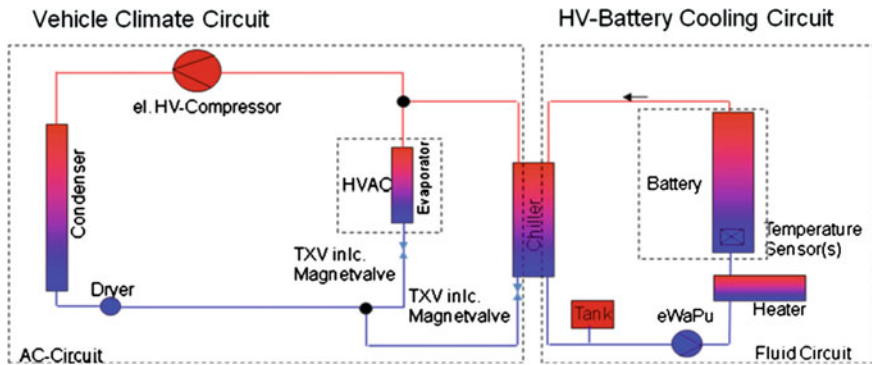 Vehicle Climate Circuit
HV-Battery Cooling Circuit
el. HV-Compressor
Condenser
HVAC
Evaporator
Chiller
Battery
Temperature
Sensor(s)
TXV inlc.
Magnetvalve
Dryer
TXV inlc.
Magnetvalve
Tank
eWaPu
Heater
AC-Circuit
Fluid Circuit